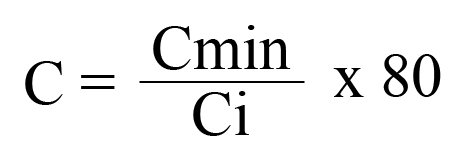 C = Cmin / Ci x 80